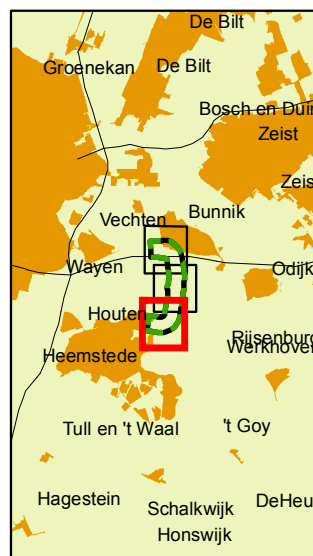 De Bilt
Groenekan
De Bilt
Bosch en Duin
Zeist
Zeis
Vechten
Bunnik
Wayen
Odijk
Houten
Rijsenburg
Werkhoven
Heemstede
Tull en 't Waal
't Goy
Hagestein
Schalkwijk
DeHeu
Honswijk